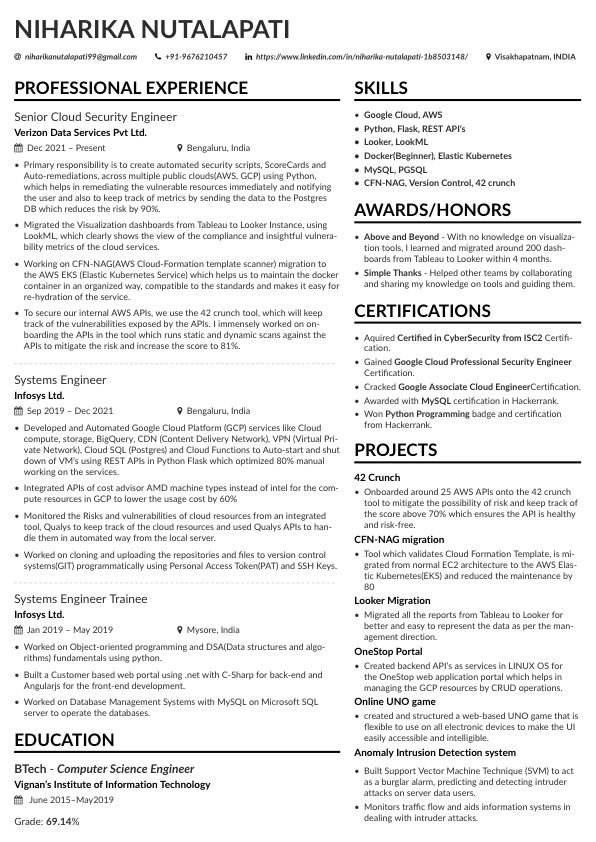 NIHARIKA NUTALAPATI
niharikanutalapati99@gmail.com +91-9676210457 https://www.linkedin.com/in/niharika-nutalapati-1b8503148/ Visakhapatnam, INDIA
PROFESSIONAL EXPERIENCE
Senior Cloud Security Engineer
Verizon Data Services Pvt Ltd.
Dec 2021 – Present Bengaluru, India
• Primary responsibility is to create automated security scripts, ScoreCards and
Auto-remediations, across multiple public clouds(AWS, GCP) using Python,
which helps in remediating the vulnerable resources immediately and notifying
the user and also to keep track of metrics by sending the data to the Postgres
DB which reduces the risk by 90%.
• Migrated the Visualization dashboards from Tableau to Looker Instance, using
LookML, which clearly shows the view of the compliance and insightful vulnera-
bility metrics of the cloud services.
• Working on CFN-NAG(AWS Cloud-Formation template scanner) migration to
the AWS EKS (Elastic Kubernetes Service) which helps us to maintain the docker
container in an organized way, compatible to the standards and makes it easy for
re-hydration of the service.
• To secure our internal AWS APIs, we use the 42 crunch tool, which will keep
track of the vulnerabilities exposed by the APIs. I immensely worked on on-
boarding the APIs in the tool which runs static and dynamic scans against the
APIs to mitigate the risk and increase the score to 81%.
Systems Engineer
Infosys Ltd.
Sep 2019 – Dec 2021 Bengaluru, India
• Developed and Automated Google Cloud Platform (GCP) services like Cloud
compute, storage, BigQuery, CDN (Content Delivery Network), VPN (Virtual Pri-
vate Network), Cloud SQL (Postgres) and Cloud Functions to Auto-start and shut
down of VM's using REST APIs in Python Flask which optimized 80% manual
working on the services.
• Integrated APIs of cost advisor AMD machine types instead of intel for the com-
pute resources in GCP to lower the usage cost by 60%
• Monitored the Risks and vulnerabilities of cloud resources from an integrated
tool, Qualys to keep track of the cloud resources and used Qualys APIs to han-
dle them in automated way from the local server.
• Worked on cloning and uploading the repositories and files to version control
systems(GIT) programmatically using Personal Access Token(PAT) and SSH Keys.
Systems Engineer Trainee
Infosys Ltd.
Jan 2019 – May 2019 Mysore, India
• Worked on Object-oriented programming and DSA(Data structures and algo-
rithms) fundamentals using python.
• Built a Customer based web portal using .net with C-Sharp for back-end and
Angularjs for the front-end development.
• Worked on Database Management Systems with MySQL on Microsoft SQL
server to operate the databases.
EDUCATION
BTech - Computer Science Engineer
Vignan's Institute of Information Technology
June 2015–May2019
Grade: 69.14%
SKILLS
• Google Cloud, AWS
• Python, Flask, REST API's
• Looker, LookML
• Docker(Beginner), Elastic Kubernetes
• MySQL, PGSQL
• CFN-NAG, Version Control, 42 crunch
AWARDS/HONORS
• Above and Beyond - With no knowledge on visualiza-
tion tools, I learned and migrated around 200 dash-
boards from Tableau to Looker within 4 months.
• Simple Thanks - Helped other teams by collaborating
and sharing my knowledge on tools and guiding them.
CERTIFICATIONS
• Aquired Certified in CyberSecurity from ISC2 Certifi-
cation.
• Gained Google Cloud Professional Security Engineer
Certification.
• Cracked Google Associate Cloud EngineerCertification.
• Awarded with MySQL certification in Hackerrank.
• Won Python Programming badge and certification
from Hackerrank.
PROJECTS
42 Crunch
• Onboarded around 25 AWS APIs onto the 42 crunch
tool to mitigate the possibility of risk and keep track of
the score above 70% which ensures the API is healthy
and risk-free.
CFN-NAG migration
• Tool which validates Cloud Formation Template, is mi-
grated from normal EC2 architecture to the AWS Elas-
tic Kubernetes(EKS) and reduced the maintenance by
80
Looker Migration
• Migrated all the reports from Tableau to Looker for
better and easy to represent the data as per the man-
agement direction.
OneStop Portal
• Created backend API's as services in LINUX OS for
the OneStop web application portal which helps in
managing the GCP resources by CRUD operations.
Online UNO game
• created and structured a web-based UNO game that is
flexible to use on all electronic devices to make the UI
easily accessible and intelligible.
Anomaly Intrusion Detection system
• Built Support Vector Machine Technique (SVM) to act
as a burglar alarm, predicting and detecting intruder
attacks on server data users.
• Monitors traffic flow and aids information systems in
dealing with intruder attacks.